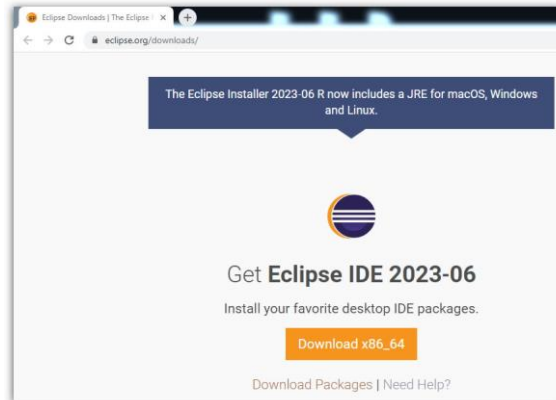 Eclipse Downloads | The Eclipse
eclipse.org/downloads/
The Eclipse Installer 2023-06 R now includes a JRE for macOS, Windows
and Linux.
Get Eclipse IDE 2023-06
Install your favorite desktop IDE packages.
Download x86_64
Download Packages | Need Help?